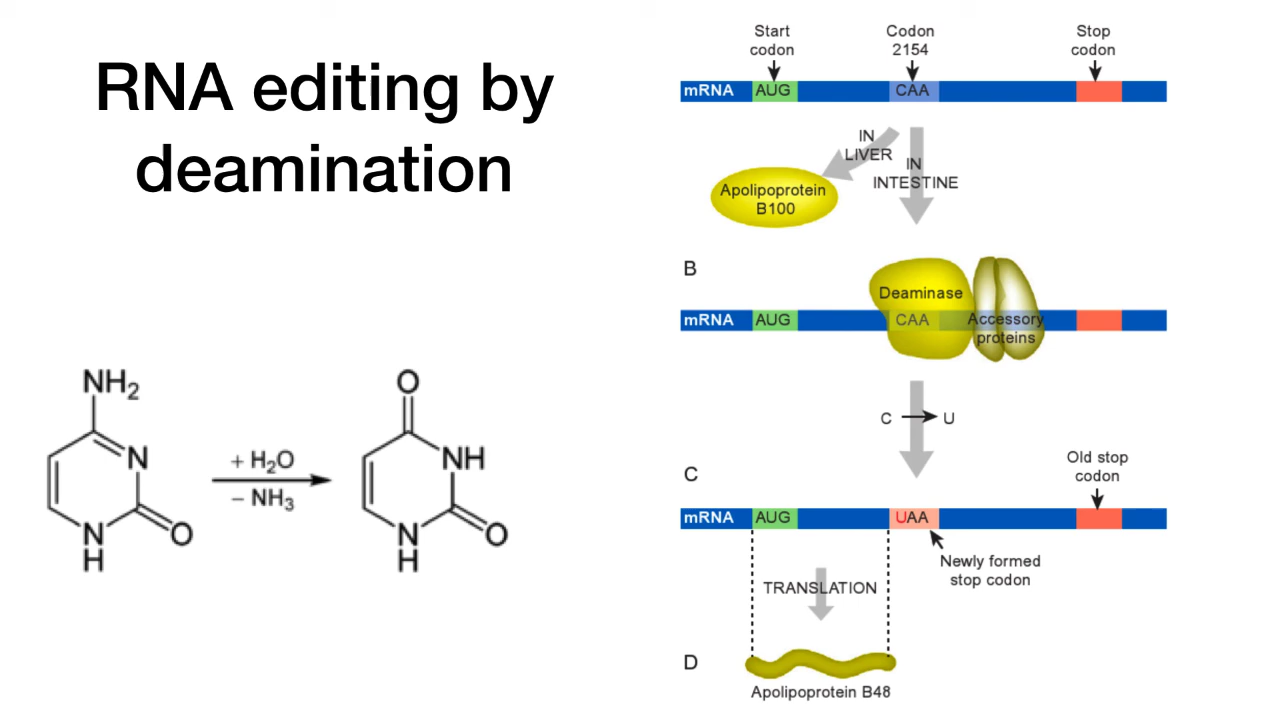 RNA editing by
deamination
NH₂
N
N
H
O
+ H₂O
− NH₃
O
NH
N
H
O
Start
codon
Codon
2154
Stop
codon
mRNA
AUG
CAA
IN
LIVER
IN
INTESTINE
Apolipoprotein
B100
B
Deaminase
mRNA
AUG
CAA
Accessory
proteins
C
U
C
Old stop
codon
mRNA
AUG
UAA
Newly formed
stop codon
TRANSLATION
D
Apolipoprotein B48